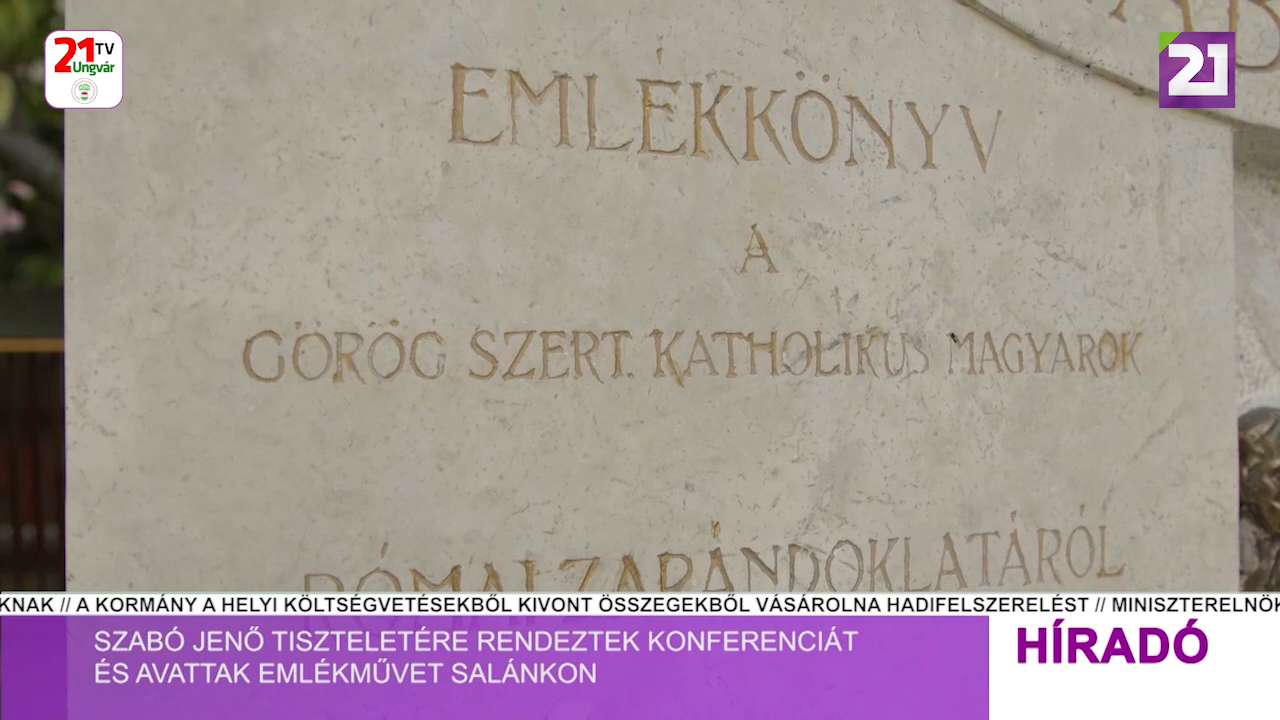 21 TV
Ungvár
21
EMLÉKKÖNYV
A
GÖRÖG SZERT. KATHOLIKUS MAGYAROK
RÓMAI ZARÁNDOKLATÁRÓL
KNAK // A KORMÁNY A HELYI KÖLTSÉGVETÉSEKBŐL KIVONT ÖSSZEGEKBŐL VÁSÁROLNA HADIFELSZERELÉST // MINISZTERELNÖK
SZABÓ JENŐ TISZTELETÉRE RENDEZTEK KONFERENCIÁT
ÉS AVATTAK EMLÉKMŰVET SALÁNKON
HÍRADÓ